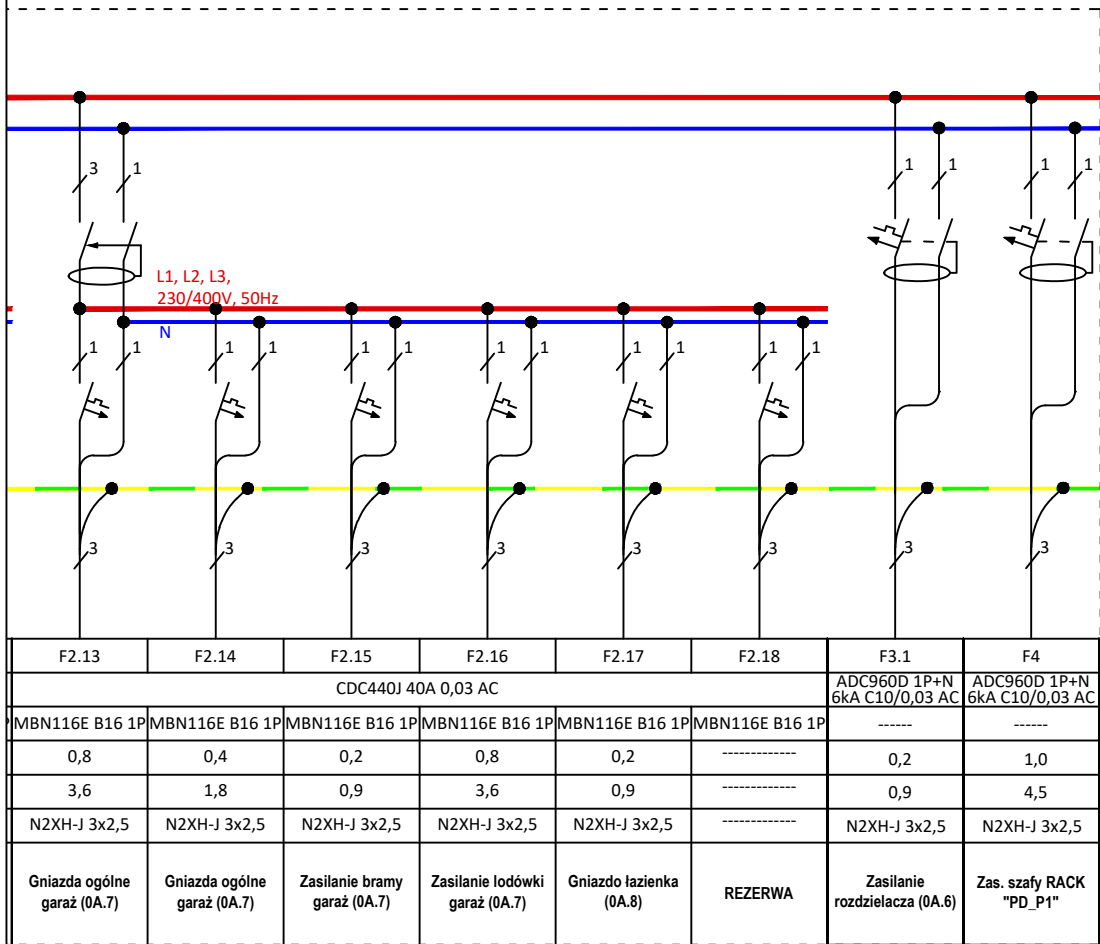 3 1 1 1 1 1
L1, L2, L3,
230/400V, 50Hz
N
1 1 1 1 1 1 1 1 1 1 1 1
3 3 3 3 3 3 3 3
F2.13 F2.14 F2.15 F2.16 F2.17 F2.18 F3.1 F4
CDC440J 40A 0,03 AC
ADC960D 1P+N ADC960D 1P+N
6kA C10/0,03 AC 6kA C10/0,03 AC
MBN116E B16 1P MBN116E B16 1P MBN116E B16 1P MBN116E B16 1P MBN116E B16 1P MBN116E B16 1P ------ ------
0,8 0,4 0,2 0,8 0,2 ------------- 0,2 1,0
3,6 1,8 0,9 3,6 0,9 ------------- 0,9 4,5
N2XH-J 3x2,5 N2XH-J 3x2,5 N2XH-J 3x2,5 N2XH-J 3x2,5 N2XH-J 3x2,5 ------------- N2XH-J 3x2,5 N2XH-J 3x2,5
Gniazda ogólne
garaż (0A.7)
Gniazda ogólne
garaż (0A.7)
Zasilanie bramy
garaż (0A.7)
Zasilanie lodówki
garaż (0A.7)
Gniazdo łazienka
(0A.8)
REZERWA
Zasilanie
rozdzielacza (0A.6)
Zas. szafy RACK
"PD_P1"